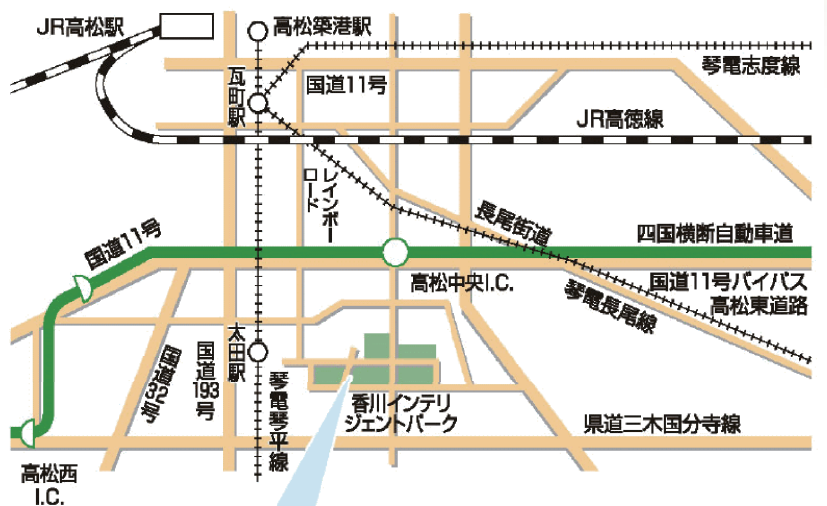 JR高松駅
高松築港駅
琴電志度線
瓦町駅
国道11号
JR高徳線
レインボー
ロード
長尾街道
国道11号
四国横断自動車道
高松中央I.C.
国道11号バイパス
高松東道路
琴電長尾線
太田駅
国道32号
国道193号
琴電琴平線
香川インテリ
ジェントパーク
県道三木国分寺線
高松西
I.C.